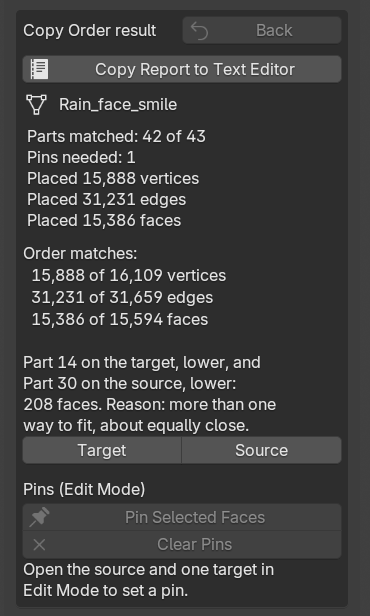 Copy Order result
Back
Copy Report to Text Editor
Rain_face_smile
Parts matched: 42 of 43
Pins needed: 1
Placed 15,888 vertices
Placed 31,231 edges
Placed 15,386 faces
Order matches:
15,888 of 16,109 vertices
31,231 of 31,659 edges
15,386 of 15,594 faces
Part 14 on the target, lower, and
Part 30 on the source, lower:
208 faces. Reason: more than one
way to fit, about equally close.
Target
Source
Pins (Edit Mode)
Pin Selected Faces
Clear Pins
Open the source and one target in
Edit Mode to set a pin.